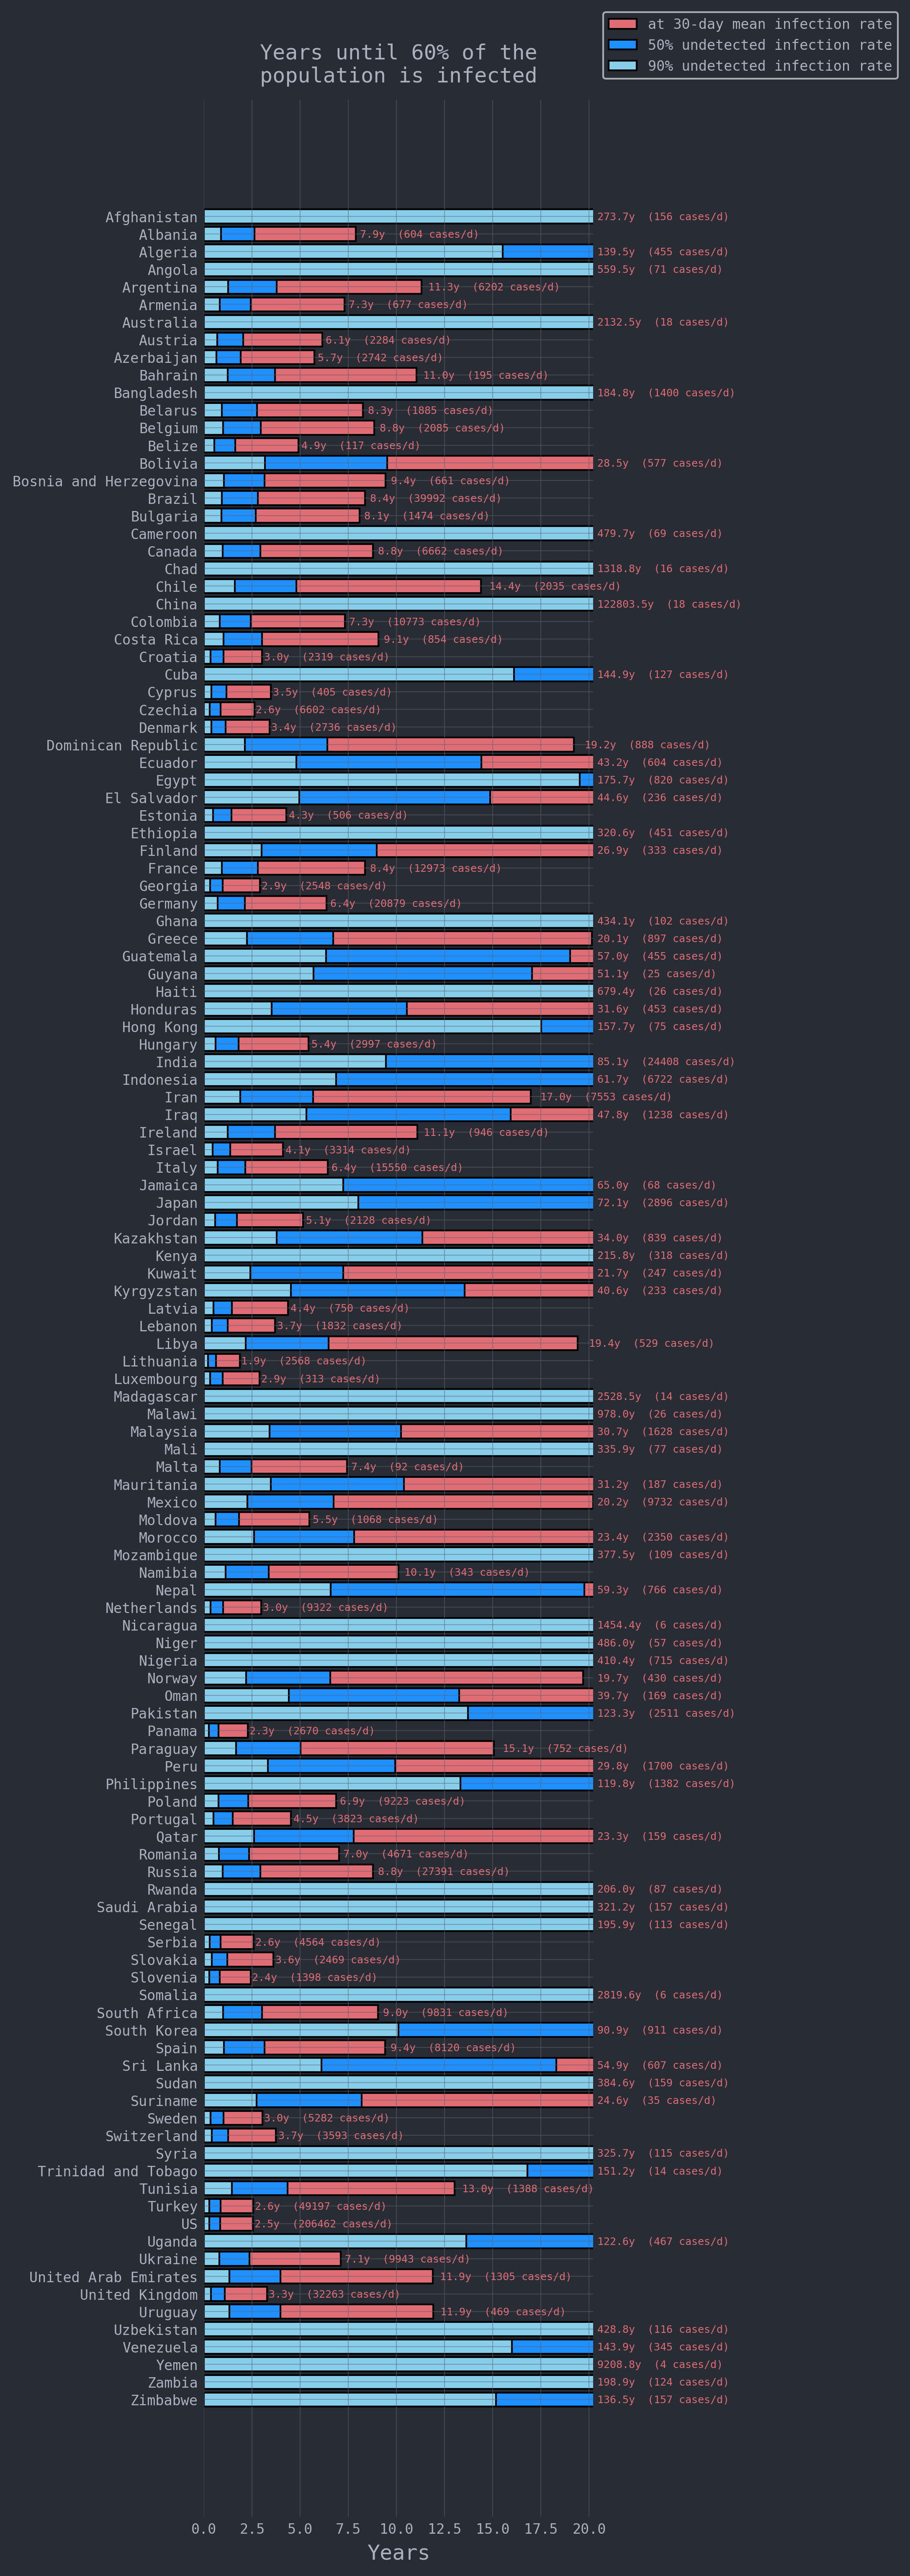 at 30-day mean infection rate
50% undetected infection rate
90% undetected infection rate
Years until 60% of the
population is infected
Afghanistan 273.7y (156 cases/d)
Albania 7.9y (604 cases/d)
Algeria 139.5y (455 cases/d)
Angola 559.5y (71 cases/d)
Argentina 11.3y (6202 cases/d)
Armenia 7.3y (677 cases/d)
Australia 2132.5y (18 cases/d)
Austria 6.1y (2284 cases/d)
Azerbaijan 5.7y (2742 cases/d)
Bahrain 11.0y (195 cases/d)
Bangladesh 184.8y (1400 cases/d)
Belarus 8.3y (1885 cases/d)
Belgium 8.8y (2085 cases/d)
Belize 4.9y (117 cases/d)
Bolivia 28.5y (577 cases/d)
Bosnia and Herzegovina 9.4y (661 cases/d)
Brazil 8.4y (39992 cases/d)
Bulgaria 8.1y (1474 cases/d)
Cameroon 479.7y (69 cases/d)
Canada 8.8y (6662 cases/d)
Chad 1318.8y (16 cases/d)
Chile 14.4y (2035 cases/d)
China 122803.5y (18 cases/d)
Colombia 7.3y (10773 cases/d)
Costa Rica 9.1y (854 cases/d)
Croatia 3.0y (2319 cases/d)
Cuba 144.9y (127 cases/d)
Cyprus 3.5y (405 cases/d)
Czechia 2.6y (6602 cases/d)
Denmark 3.4y (2736 cases/d)
Dominican Republic 19.2y (888 cases/d)
Ecuador 43.2y (604 cases/d)
Egypt 175.7y (820 cases/d)
El Salvador 44.6y (236 cases/d)
Estonia 4.3y (506 cases/d)
Ethiopia 320.6y (451 cases/d)
Finland 26.9y (333 cases/d)
France 8.4y (12973 cases/d)
Georgia 2.9y (2548 cases/d)
Germany 6.4y (20879 cases/d)
Ghana 434.1y (102 cases/d)
Greece 20.1y (897 cases/d)
Guatemala 57.0y (455 cases/d)
Guyana 51.1y (25 cases/d)
Haiti 679.4y (26 cases/d)
Honduras 31.6y (453 cases/d)
Hong Kong 157.7y (75 cases/d)
Hungary 5.4y (2997 cases/d)
India 85.1y (24408 cases/d)
Indonesia 61.7y (6722 cases/d)
Iran 17.0y (7553 cases/d)
Iraq 47.8y (1238 cases/d)
Ireland 11.1y (946 cases/d)
Israel 4.1y (3314 cases/d)
Italy 6.4y (15550 cases/d)
Jamaica 65.0y (68 cases/d)
Japan 72.1y (2896 cases/d)
Jordan 5.1y (2128 cases/d)
Kazakhstan 34.0y (839 cases/d)
Kenya 215.8y (318 cases/d)
Kuwait 21.7y (247 cases/d)
Kyrgyzstan 40.6y (233 cases/d)
Latvia 4.4y (750 cases/d)
Lebanon 3.7y (1832 cases/d)
Libya 19.4y (529 cases/d)
Lithuania 1.9y (2568 cases/d)
Luxembourg 2.9y (313 cases/d)
Madagascar 2528.5y (14 cases/d)
Malawi 978.0y (26 cases/d)
Malaysia 30.7y (1628 cases/d)
Mali 335.9y (77 cases/d)
Malta 7.4y (92 cases/d)
Mauritania 31.2y (187 cases/d)
Mexico 20.2y (9732 cases/d)
Moldova 5.5y (1068 cases/d)
Morocco 23.4y (2350 cases/d)
Mozambique 377.5y (109 cases/d)
Namibia 10.1y (343 cases/d)
Nepal 59.3y (766 cases/d)
Netherlands 3.0y (9322 cases/d)
Nicaragua 1454.4y (6 cases/d)
Niger 486.0y (57 cases/d)
Nigeria 410.4y (715 cases/d)
Norway 19.7y (430 cases/d)
Oman 39.7y (169 cases/d)
Pakistan 123.3y (2511 cases/d)
Panama 2.3y (2670 cases/d)
Paraguay 15.1y (752 cases/d)
Peru 29.8y (1700 cases/d)
Philippines 119.8y (1382 cases/d)
Poland 6.9y (9223 cases/d)
Portugal 4.5y (3823 cases/d)
Qatar 23.3y (159 cases/d)
Romania 7.0y (4671 cases/d)
Russia 8.8y (27391 cases/d)
Rwanda 206.0y (87 cases/d)
Saudi Arabia 321.2y (157 cases/d)
Senegal 195.9y (113 cases/d)
Serbia 2.6y (4564 cases/d)
Slovakia 3.6y (2469 cases/d)
Slovenia 2.4y (1398 cases/d)
Somalia 2819.6y (6 cases/d)
South Africa 9.0y (9831 cases/d)
South Korea 90.9y (911 cases/d)
Spain 9.4y (8120 cases/d)
Sri Lanka 54.9y (607 cases/d)
Sudan 384.6y (159 cases/d)
Suriname 24.6y (35 cases/d)
Sweden 3.0y (5282 cases/d)
Switzerland 3.7y (3593 cases/d)
Syria 325.7y (115 cases/d)
Trinidad and Tobago 151.2y (14 cases/d)
Tunisia 13.0y (1388 cases/d)
Turkey 2.6y (49197 cases/d)
US 2.5y (206462 cases/d)
Uganda 122.6y (467 cases/d)
Ukraine 7.1y (9943 cases/d)
United Arab Emirates 11.9y (1305 cases/d)
United Kingdom 3.3y (32263 cases/d)
Uruguay 11.9y (469 cases/d)
Uzbekistan 428.8y (116 cases/d)
Venezuela 143.9y (345 cases/d)
Yemen 9208.8y (4 cases/d)
Zambia 198.9y (124 cases/d)
Zimbabwe 136.5y (157 cases/d)
0.0 2.5 5.0 7.5 10.0 12.5 15.0 17.5 20.0
Years